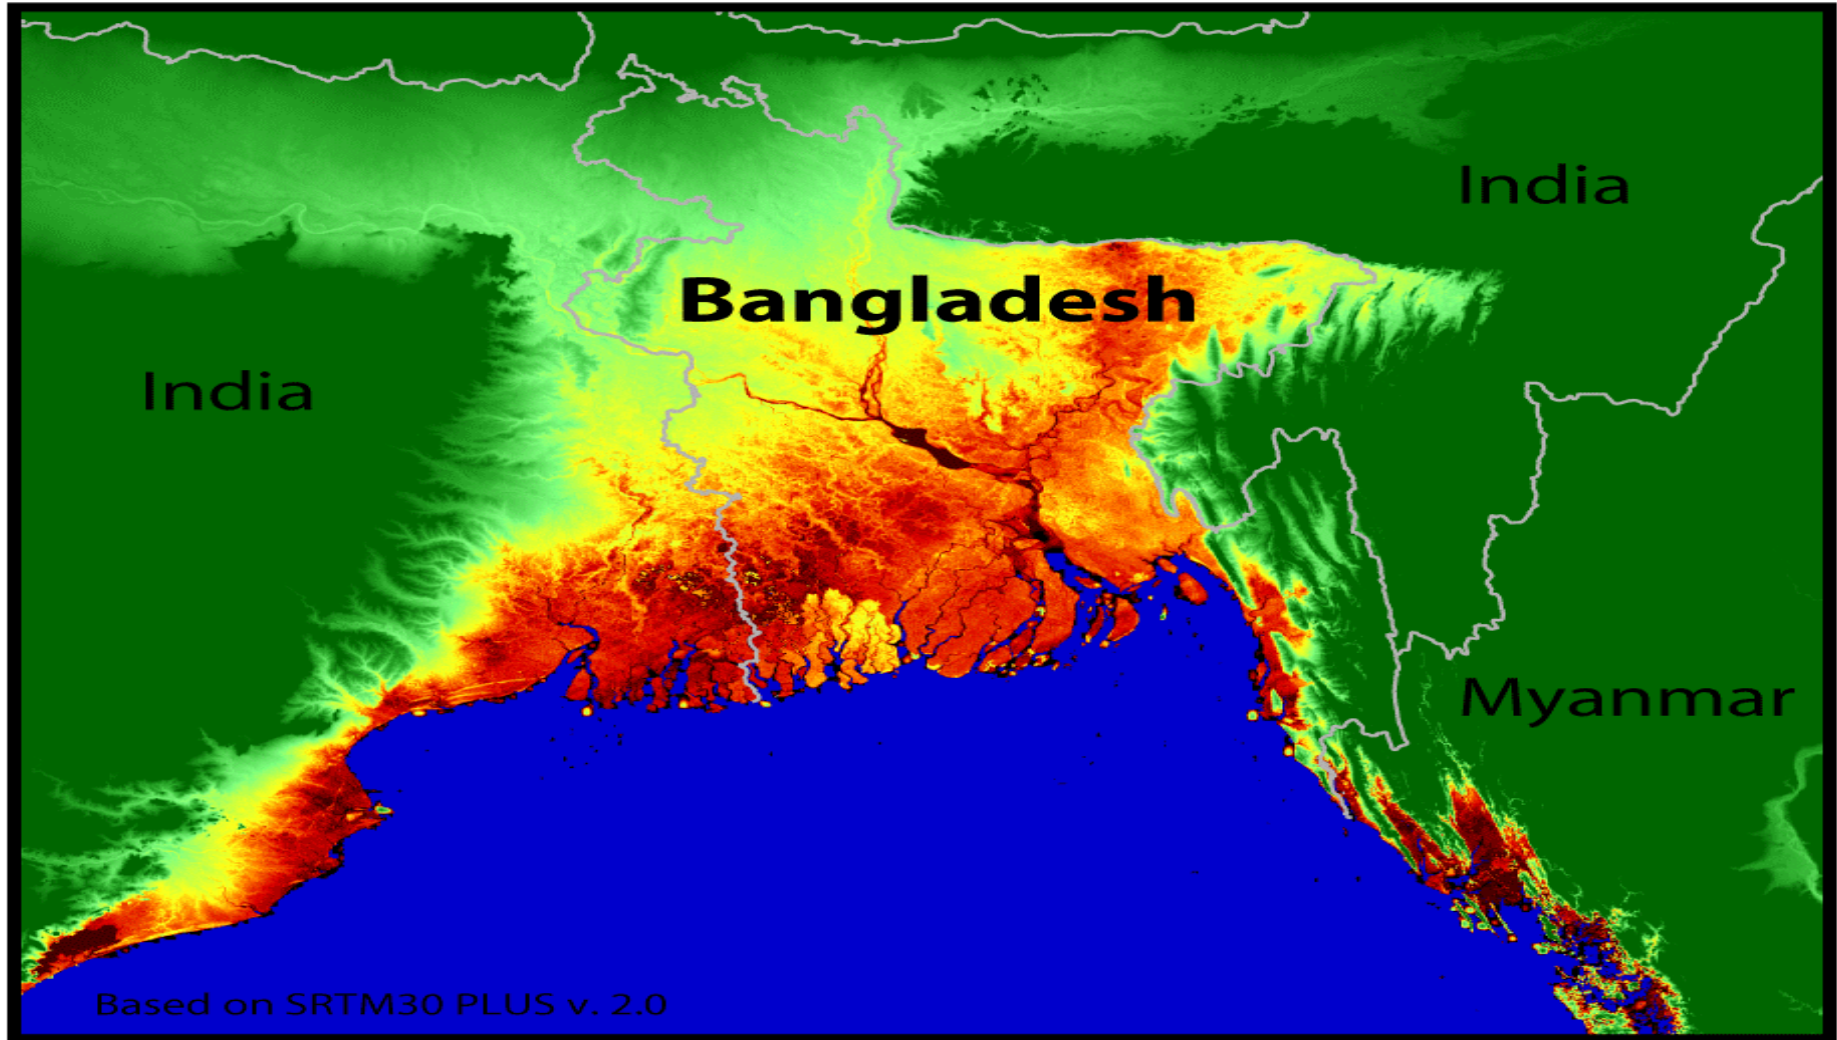 India
Bangladesh
India
Myanmar
Based on SRTM30 PLUS v. 2.0